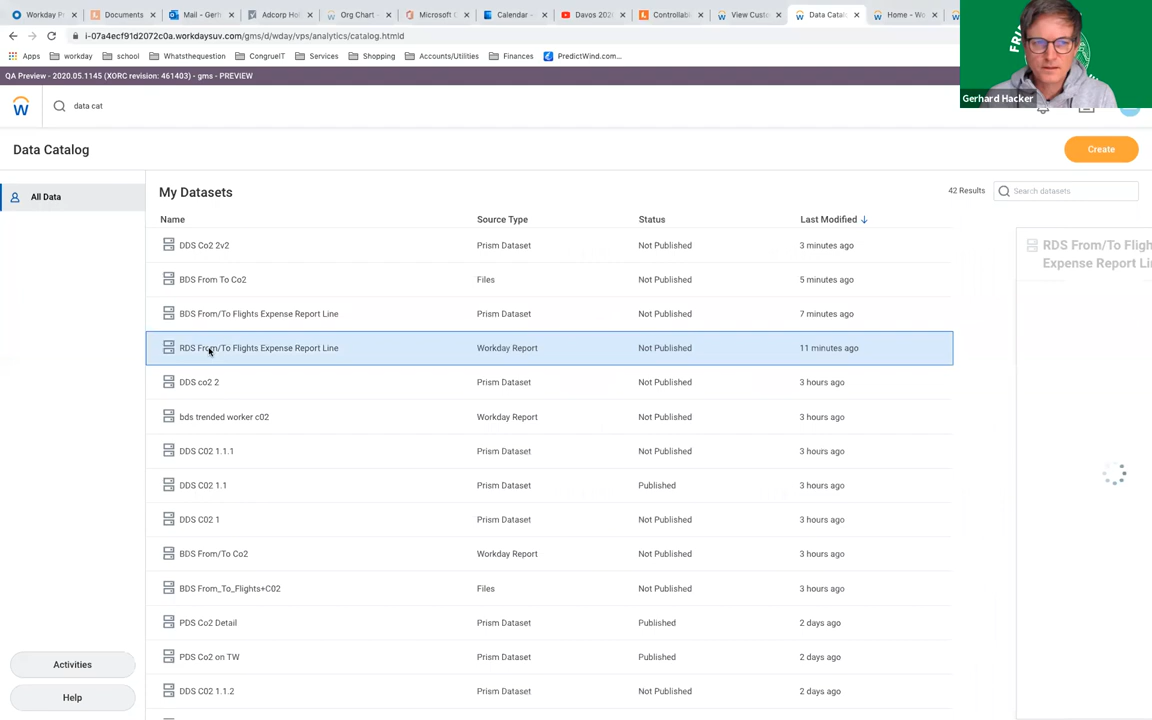 Workday P
Documents
Mail - Gerh
Adcorp Ho
Org Chart -
Microsoft O
Calendar -
Davos 202
Controllab
View Custo
Data Catalo
Home - Wo
i-07a4ecf91d2072c0a.workdaysuv.com/gms/d/wday/vps/analytics/catalog.htmld
Apps
workday
school
Whatsthequestion
CongrueIT
Services
Shopping
Accounts/Utilities
Finances
PredictWind.com...
QA Preview - 2020.05.1145 (XORC revision: 461403) - gms - PREVIEW
Gerhard Hacker
data cat
Data Catalog
Create
All Data
My Datasets
42 Results
Search datasets
Name Source Type Status Last Modified
DDS Co2 2v2 Prism Dataset Not Published 3 minutes ago
BDS From To Co2 Files Not Published 5 minutes ago
BDS From/To Flights Expense Report Line Prism Dataset Not Published 7 minutes ago
RDS From/To Flights Expense Report Line Workday Report Not Published 11 minutes ago
DDS co2 2 Prism Dataset Not Published 3 hours ago
bds trended worker c02 Workday Report Not Published 3 hours ago
DDS C02 1.1.1 Prism Dataset Not Published 3 hours ago
DDS C02 1.1 Prism Dataset Published 3 hours ago
DDS C02 1 Prism Dataset Not Published 3 hours ago
BDS From/To Co2 Workday Report Not Published 3 hours ago
BDS From_To_Flights+C02 Files Not Published 3 hours ago
PDS Co2 Detail Prism Dataset Published 2 days ago
PDS Co2 on TW Prism Dataset Published 2 days ago
DDS C02 1.1.2 Prism Dataset Not Published 2 days ago
RDS From/To Fligh
Expense Report Li
Activities
Help